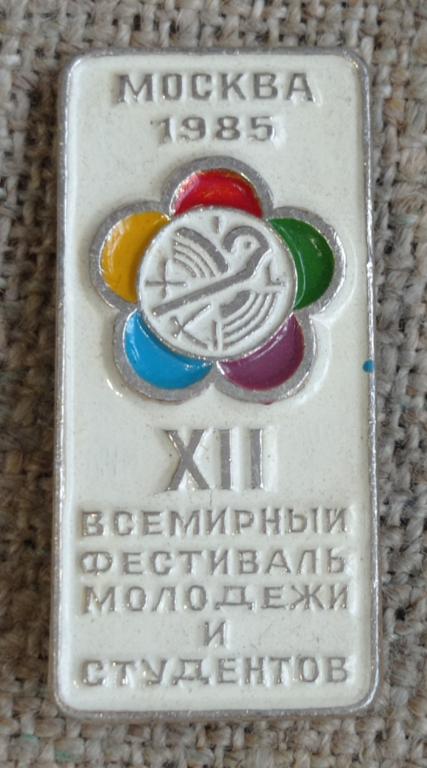 МОСКВА
1985
XII
ВСЕМИРНЫЙ
ФЕСТИВАЛЬ
МОЛОДЕЖИ
И
СТУДЕНТОВ